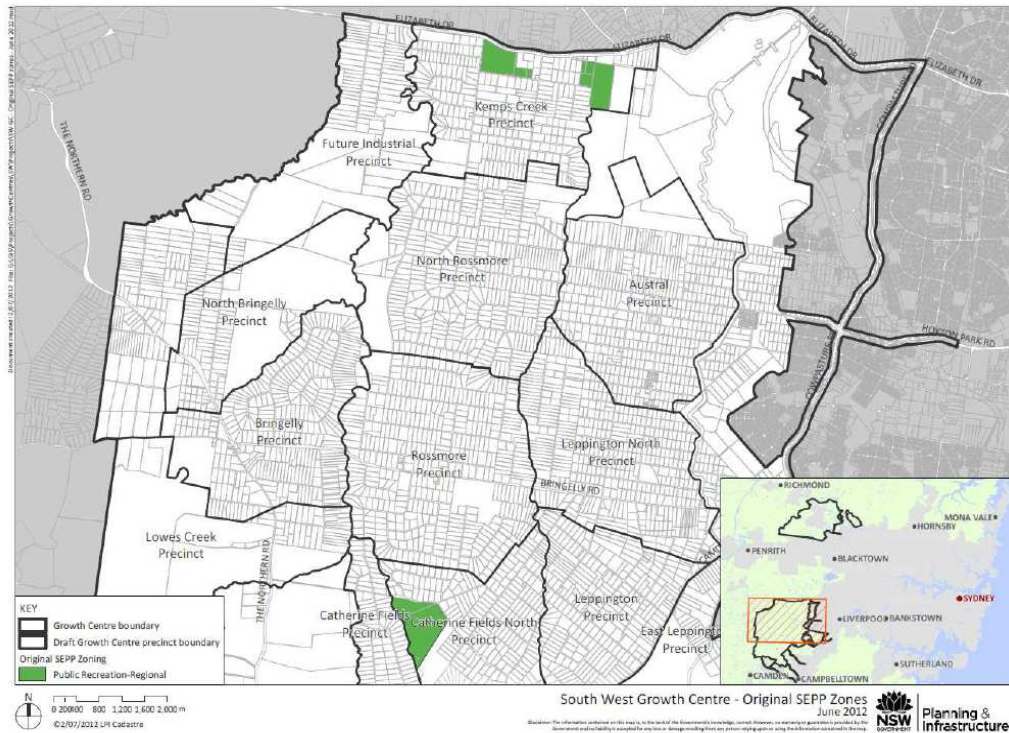 ELIZABETH DR
ELIZABETH DR
ELIZABETH DR
ELIZABETH DR
THE NORTHERN RD
Kemps Creek
Precinct
Future Industrial
Precinct
North Rossmore
Precinct
Austral
Precinct
North Bringelly
Precinct
HOXTON PARK RD
Bringelly
Precinct
Rossmore
Precinct
Leppington North
Precinct
BRINGELLY RD
Lowes Creek
Precinct
THE NORTHERN RD
Catherine Fields
Precinct
Catherine Fields North
Precinct
Leppington
Precinct
East Leppington
Precinct
KEY
Growth Centre boundary
Draft Growth Centre precinct boundary
Original SEPP Zoning
Public Recreation-Regional
RICHMOND
MONA VALE
HORNSBY
PENRITH
BLACKTOWN
SYDNEY
LIVERPOOL
BANKSTOWN
SUTHERLAND
CAMDEN
CAMPBELLTOWN
N
0 200 400 800 1,200 1,600 2,000 m
©2/07/2012 LPI Cadastre
South West Growth Centre - Original SEPP Zones
June 2012
NSW
GOVERNMENT
Planning &
Infrastructure